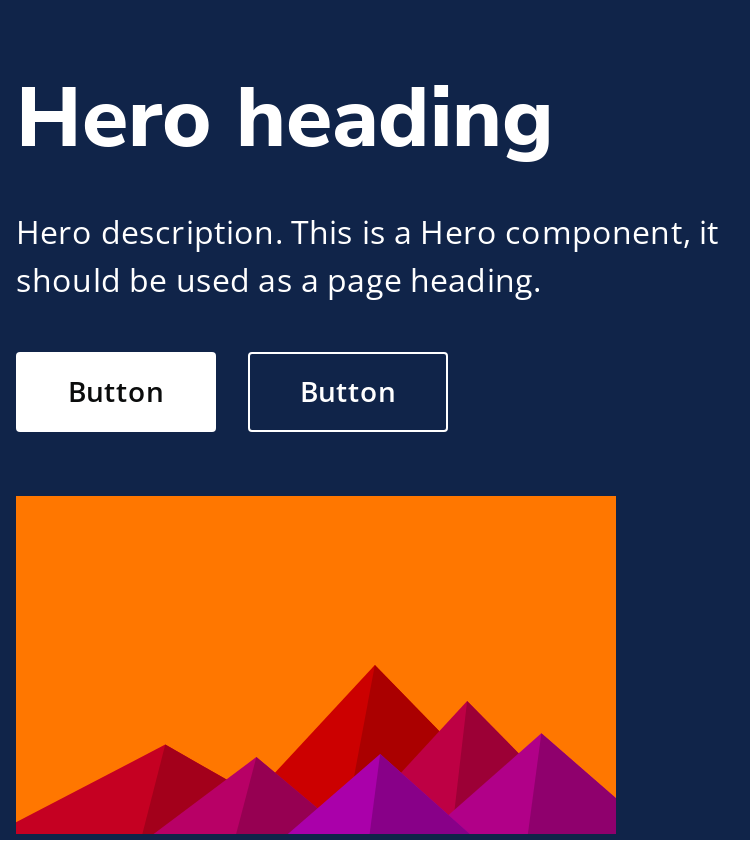 Hero heading
Hero description. This is a Hero component, it
should be used as a page heading.
Button
Button